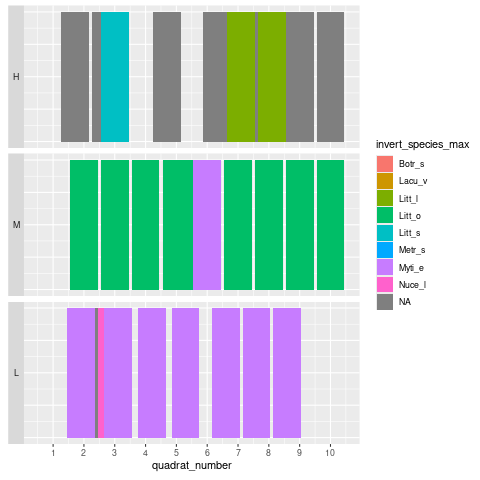 H
M
L
1 2 3 4 5 6 7 8 9 10
quadrat_number
invert_species_max
Botr_s
Lacu_v
Litt_l
Litt_o
Litt_s
Metr_s
Myti_e
Nuce_l
NA